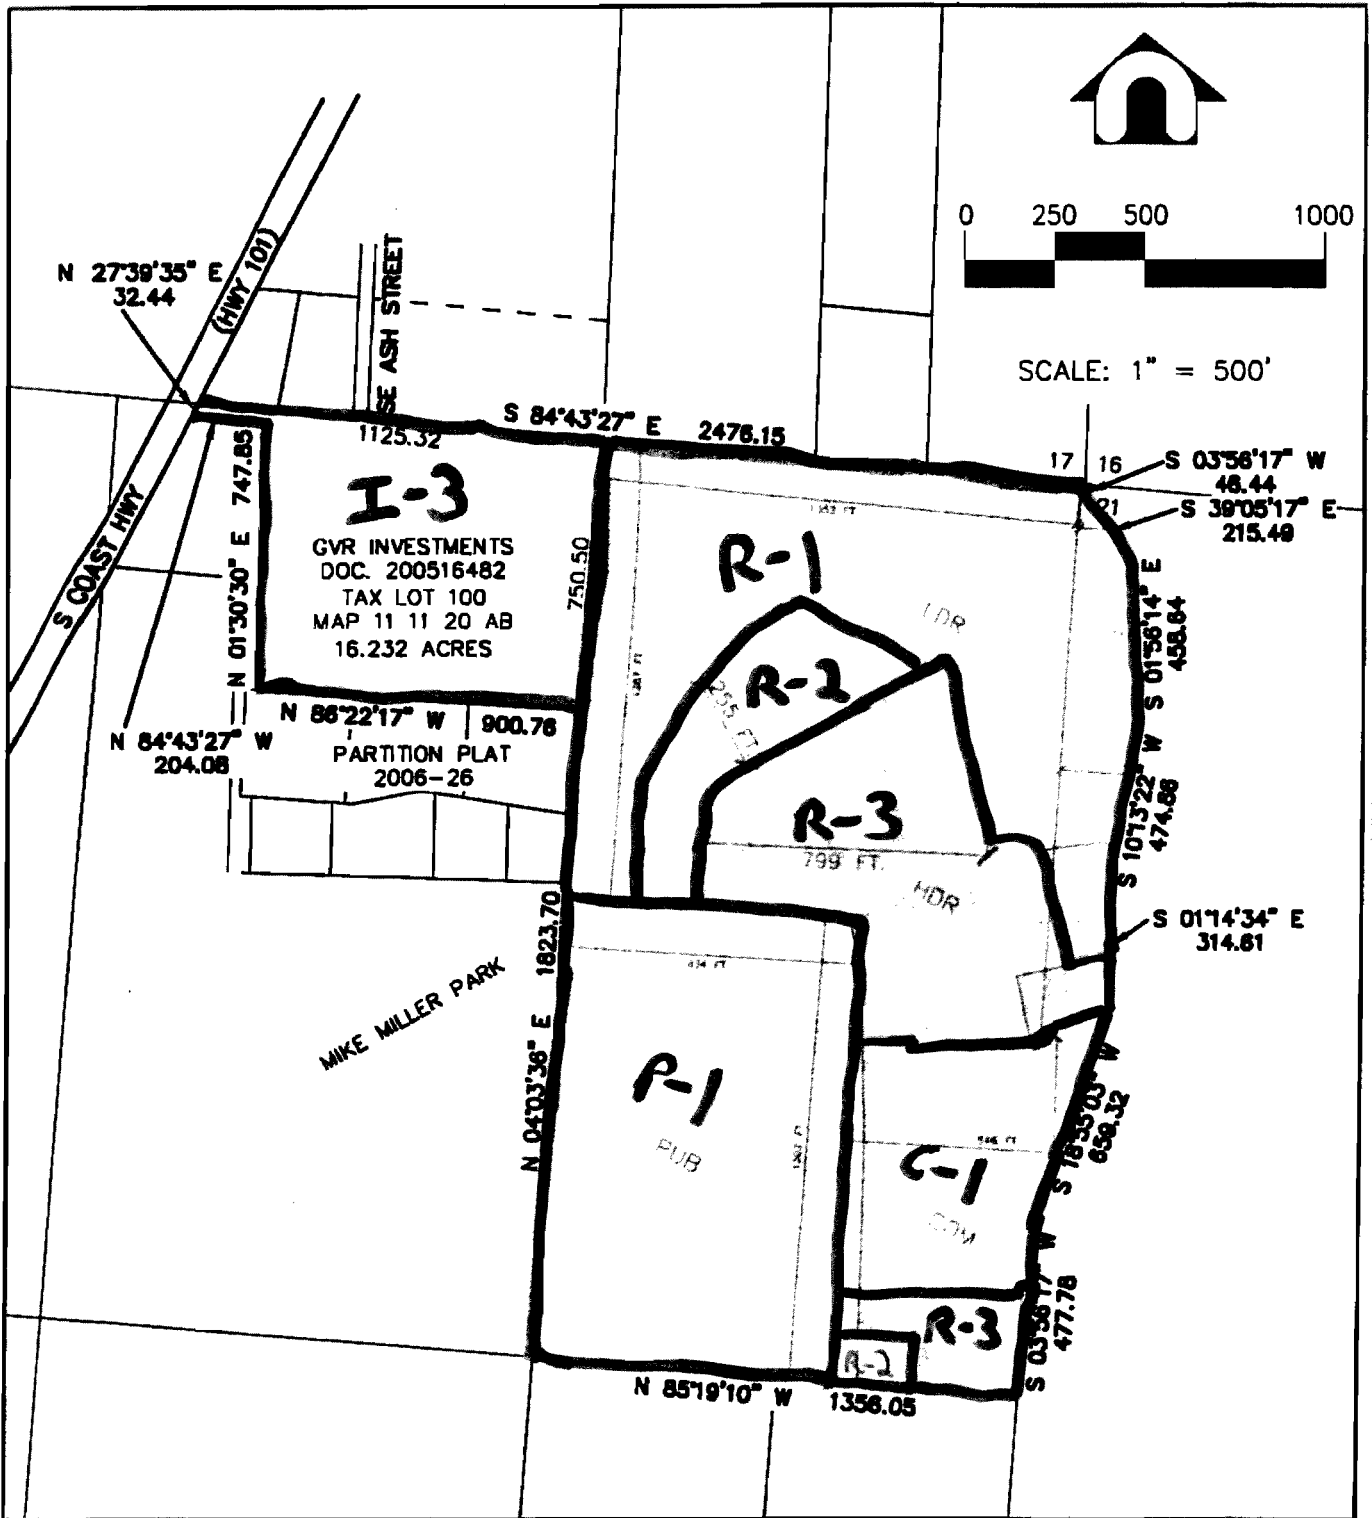 0 250 500 1000
SCALE: 1" = 500'
N 27°39'35" E
32.44
(HWY 101)
S COAST HWY
SE ASH STREET
1125.32
S 84°43'27" E 2476.15
17 16
21
S 03°56'17" W
46.44
S 39°05'17" E
215.49
N 01°30'30" E 747.85
I-3
GVR INVESTMENTS
DOC. 200516482
TAX LOT 100
MAP 11 11 20 AB
16.232 ACRES
750.50
R-1
LDR
S 01°56'14" E
458.64
R-2
255 FT.
N 86°22'17" W 900.76
N 84°43'27" W
204.08
PARTITION PLAT
2006-26
R-3
799 FT.
MDR
S 10°13'22" W
474.86
S 01°14'34" E
314.61
N 04°03'36" E 1823.70
MIKE MILLER PARK
P-1
PUB
C-1
COM
S 18°55'03" W
659.32
R-3
R-2
S 03°56'17" W
477.78
N 85°19'10" W 1356.05